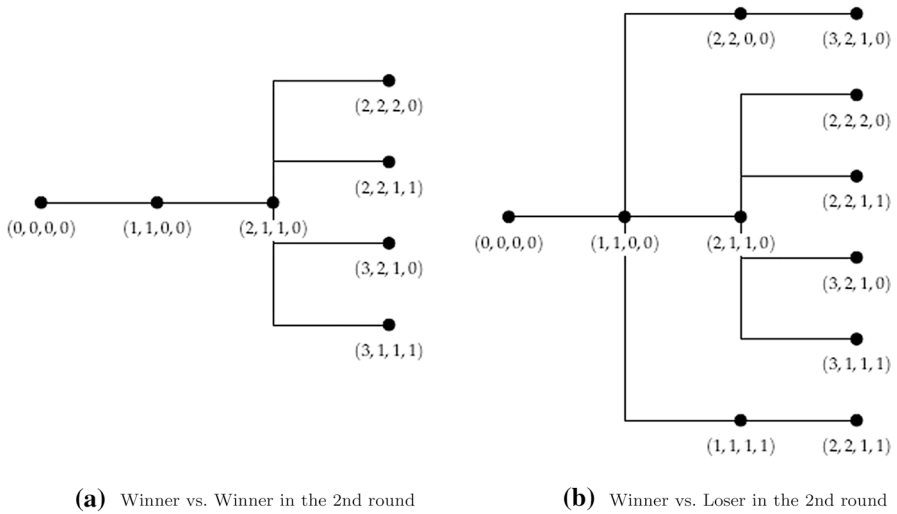 (2,2,2,0)
(2,2,1,1)
(0,0,0,0) (1,1,0,0) (2,1,1,0)
(3,2,1,0)
(3,1,1,1)
(a) Winner vs. Winner in the 2nd round
(2,2,0,0) (3,2,1,0)
(2,2,2,0)
(2,2,1,1)
(0,0,0,0) (1,1,0,0) (2,1,1,0)
(3,2,1,0)
(3,1,1,1)
(1,1,1,1) (2,2,1,1)
(b) Winner vs. Loser in the 2nd round